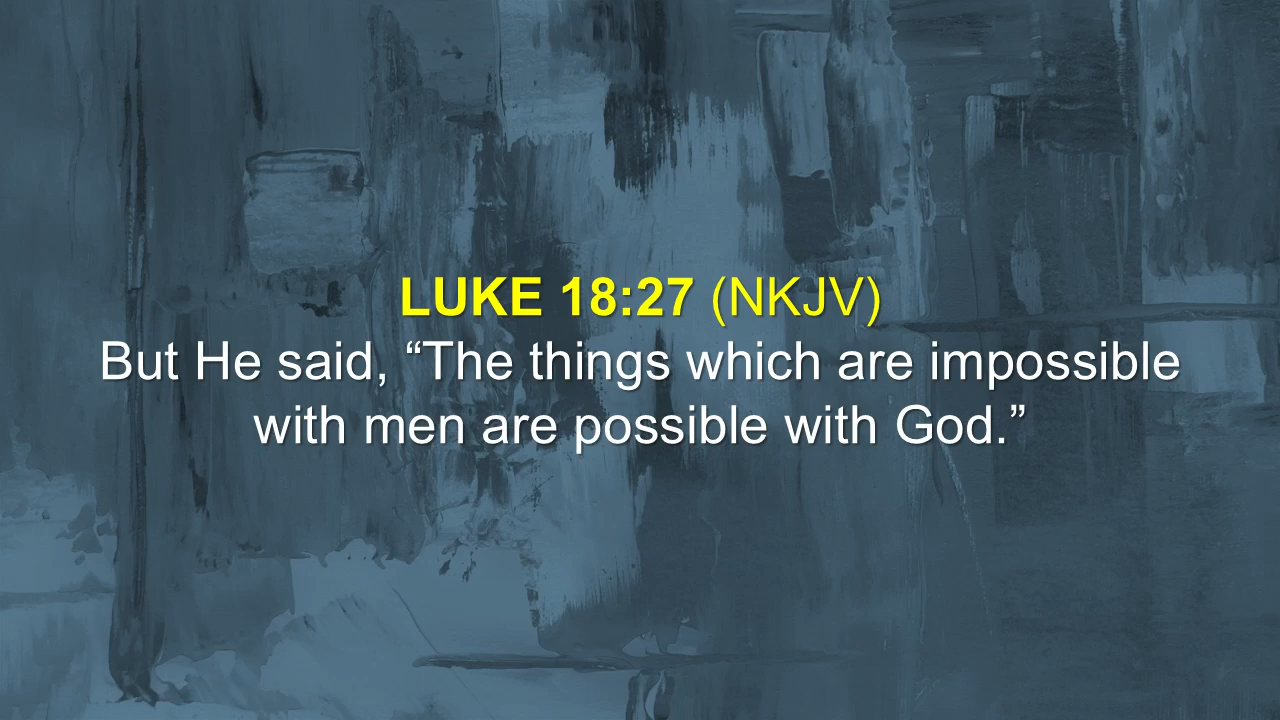 LUKE 18:27 (NKJV)
But He said, “The things which are impossible
with men are possible with God.”